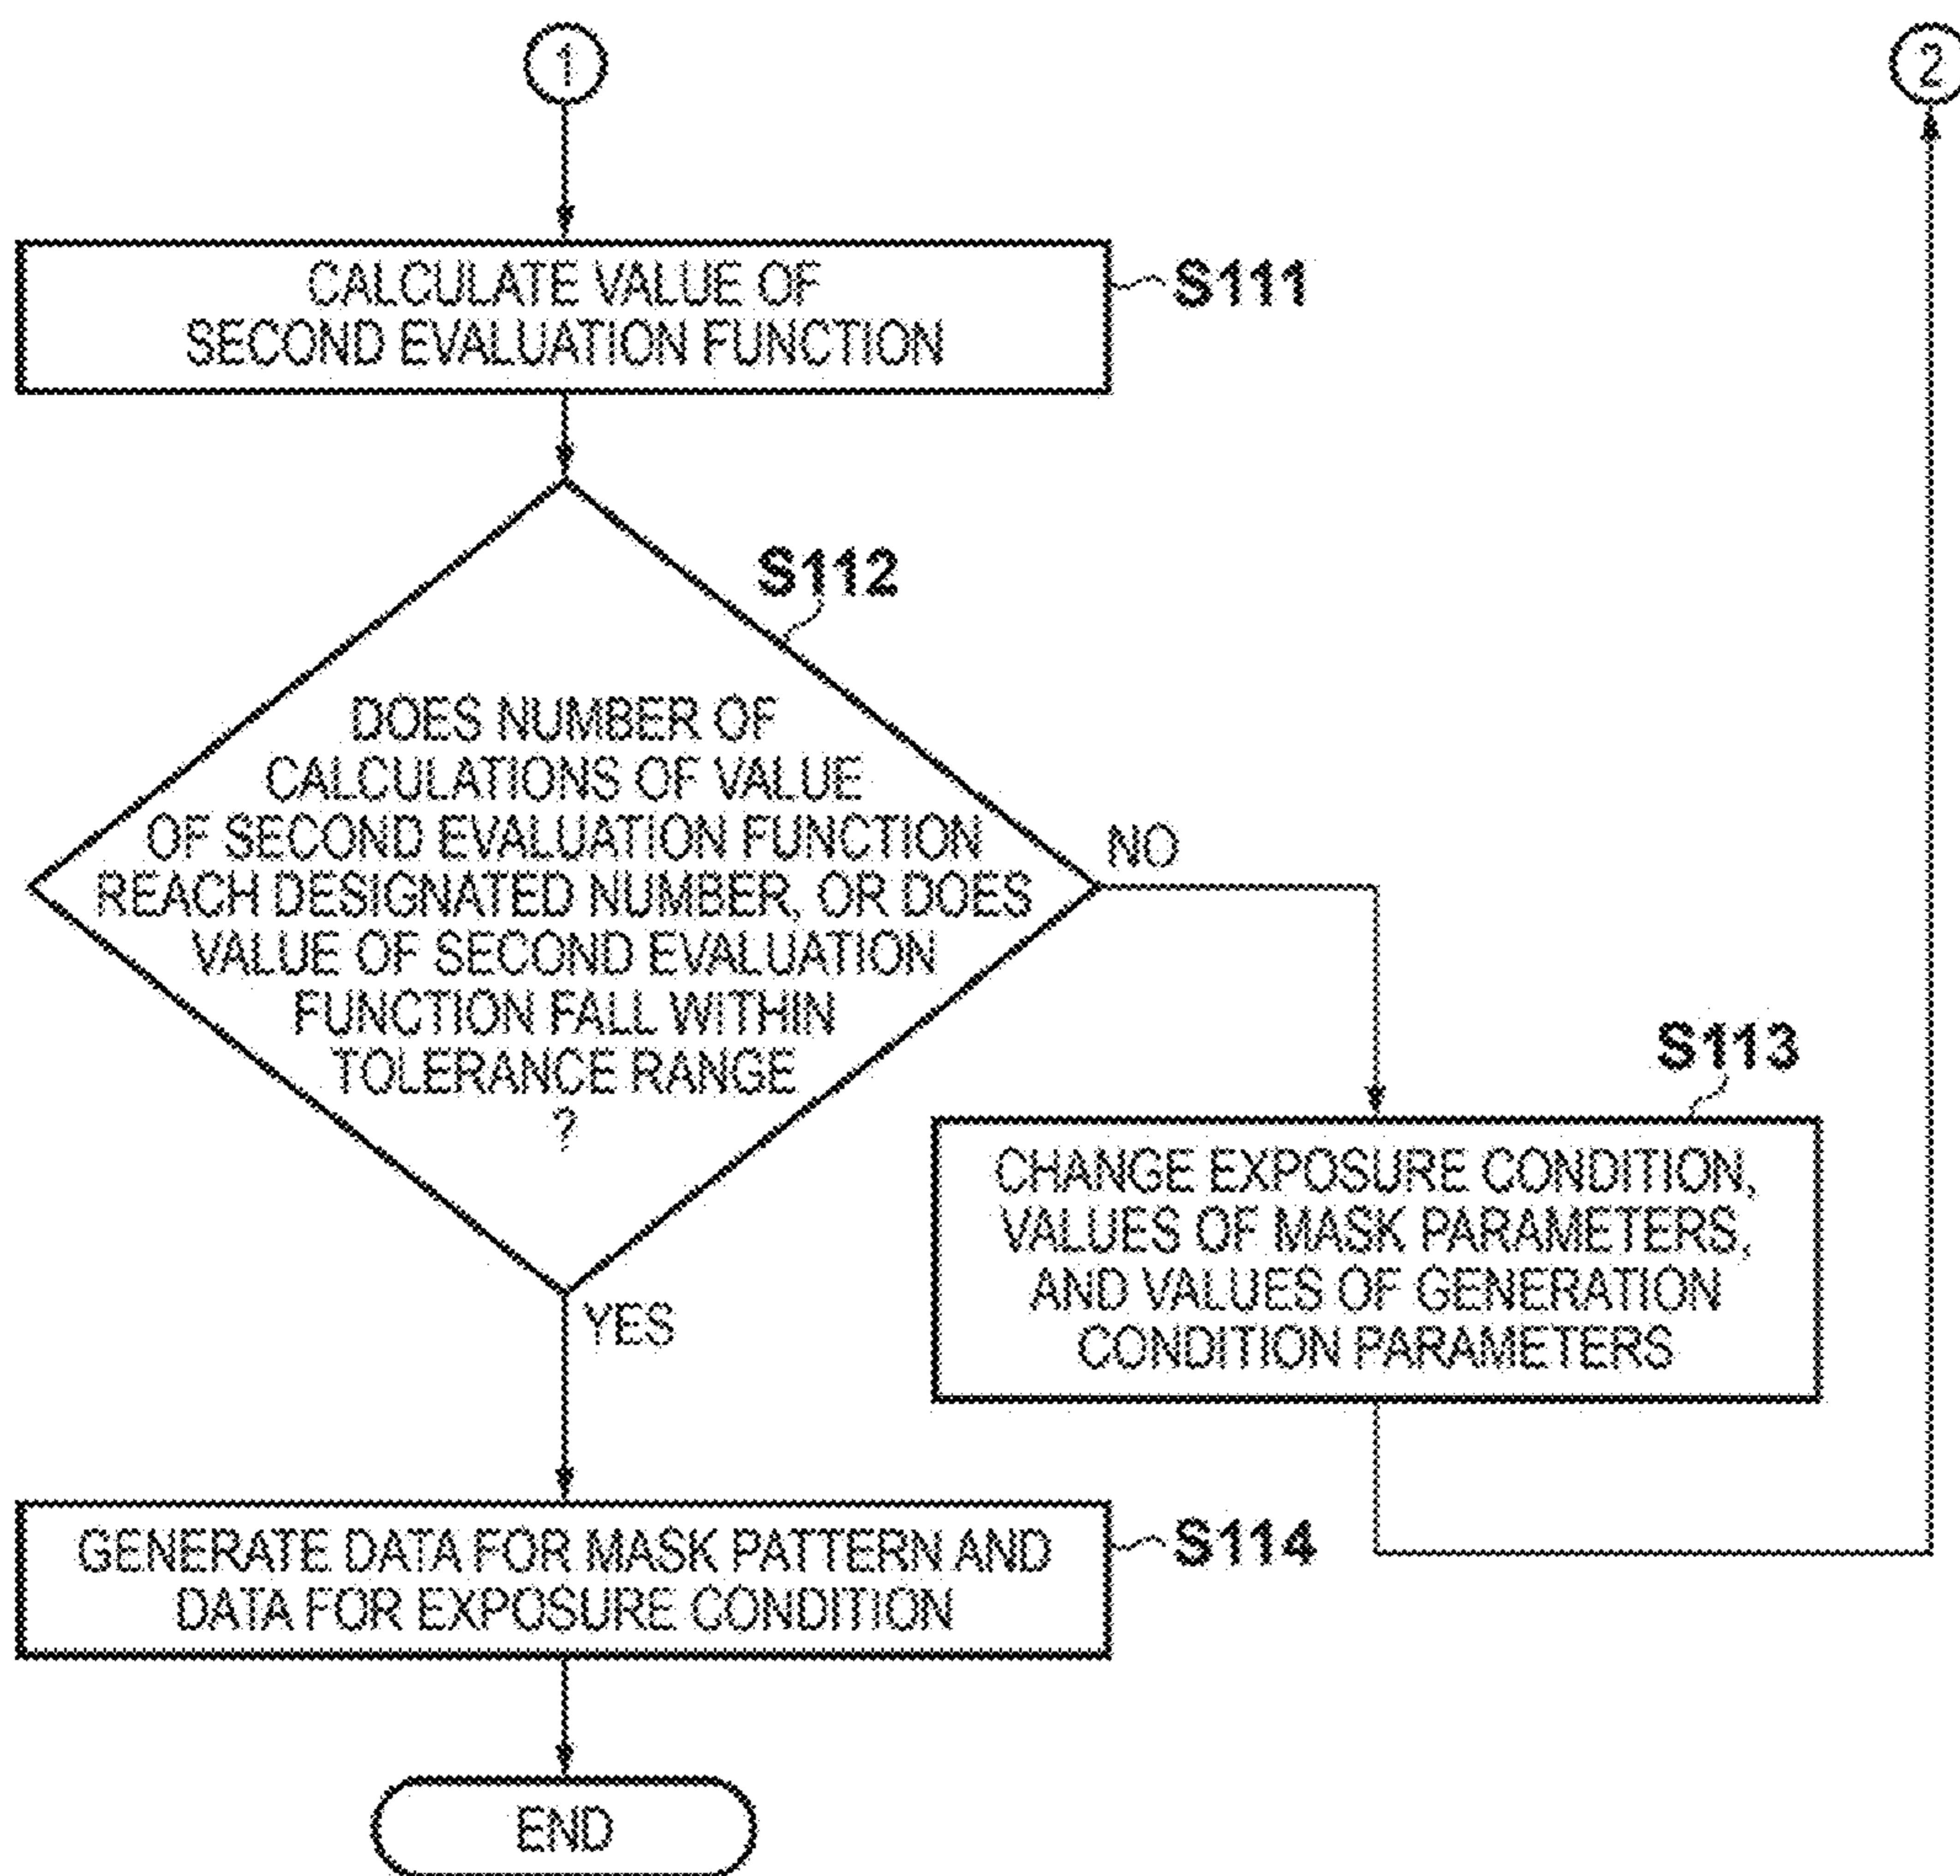 1
2
CALCULATE VALUE OF
SECOND EVALUATION FUNCTION
S111
S112
DOES NUMBER OF
CALCULATIONS OF VALUE
OF SECOND EVALUATION FUNCTION
REACH DESIGNATED NUMBER, OR DOES
VALUE OF SECOND EVALUATION
FUNCTION FALL WITHIN
TOLERANCE RANGE
?
NO
YES
S113
CHANGE EXPOSURE CONDITION,
VALUES OF MASK PARAMETERS,
AND VALUES OF GENERATION
CONDITION PARAMETERS
GENERATE DATA FOR MASK PATTERN AND
DATA FOR EXPOSURE CONDITION
S114
END